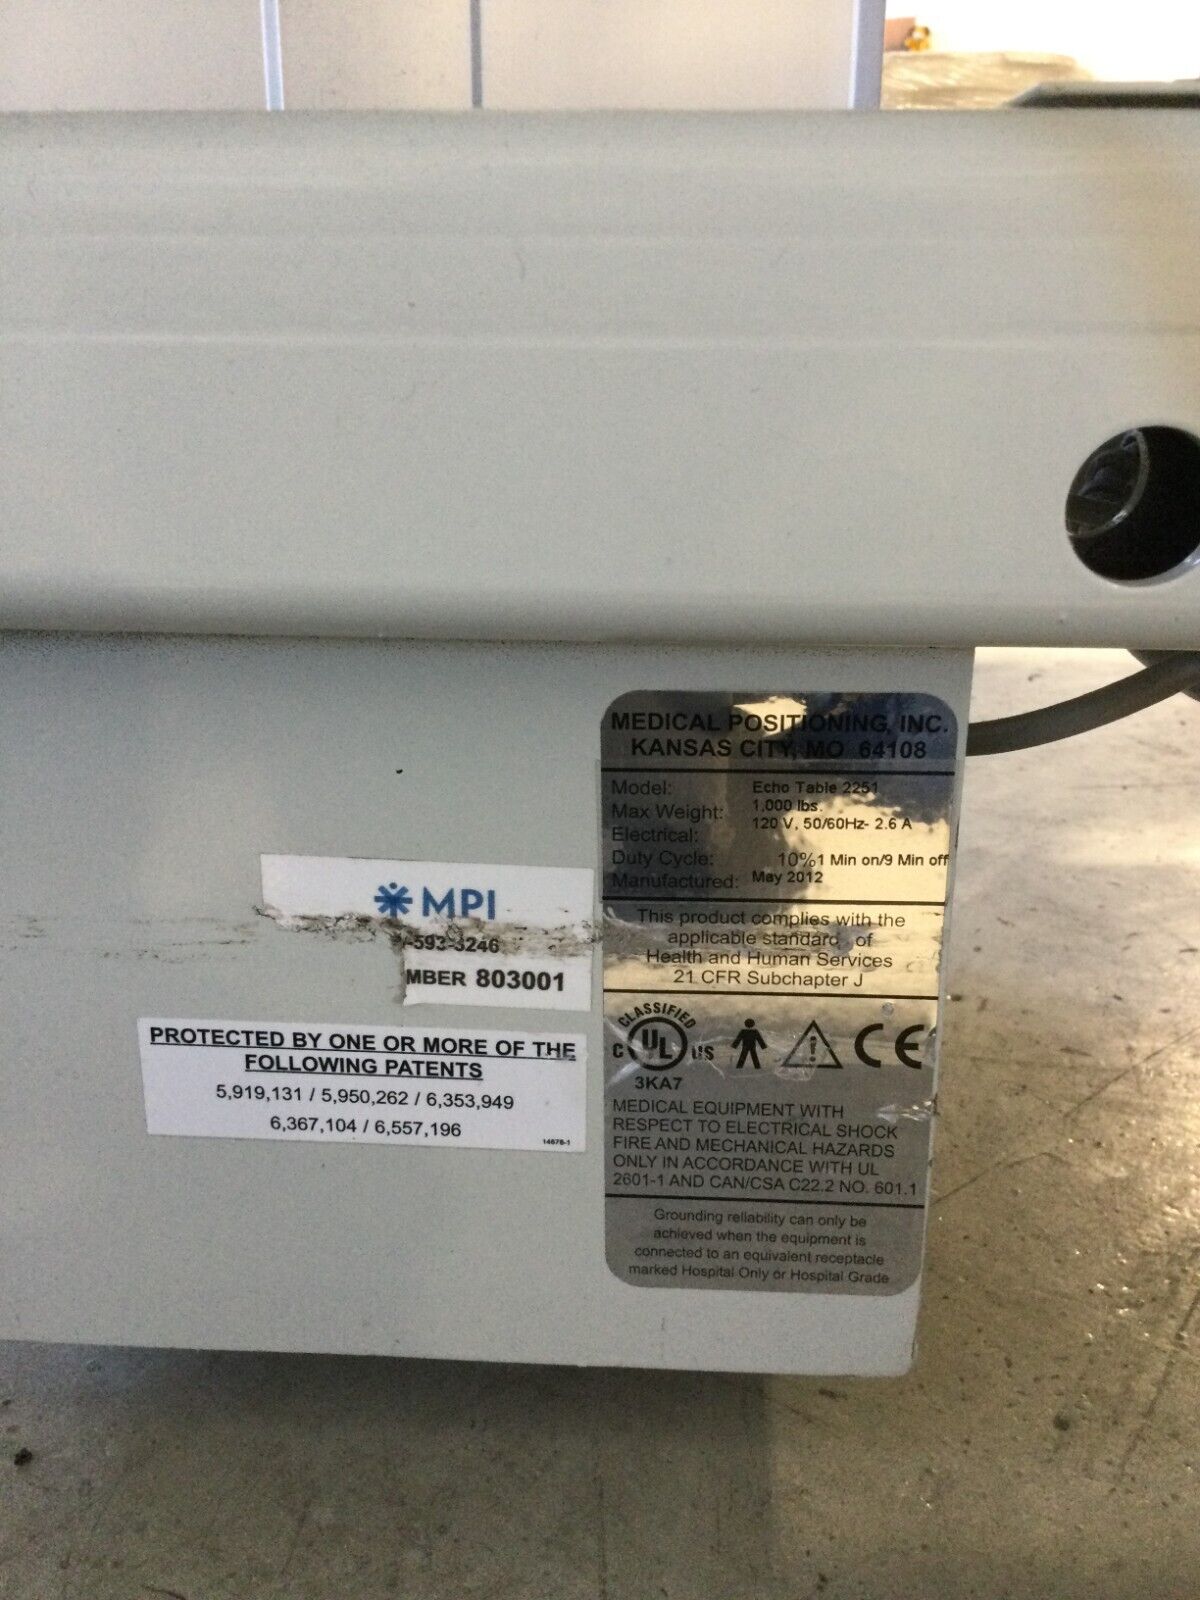 MEDICAL POSITIONING, INC.
KANSAS CITY, MO 64108
Model: Echo Table 2251
Max Weight: 1,000 lbs.
Electrical: 120 V, 50/60Hz- 2.6 A
Duty Cycle: 10%1 Min on/9 Min off
Manufactured: May 2012
This product complies with the
applicable standard of
Health and Human Services
21 CFR Subchapter J
CLASSIFIED
C UL US CE
3KA7
MEDICAL EQUIPMENT WITH
RESPECT TO ELECTRICAL SHOCK
FIRE AND MECHANICAL HAZARDS
ONLY IN ACCORDANCE WITH UL
2601-1 AND CAN/CSA C22.2 NO. 601.1
Grounding reliability can only be
achieved when the equipment is
connected to an equivalent receptacle
marked Hospital Only or Hospital Grade
MPI
-593-3246
MBER 803001
PROTECTED BY ONE OR MORE OF THE
FOLLOWING PATENTS
5,919,131 / 5,950,262 / 6,353,949
6,367,104 / 6,557,196
14678-1